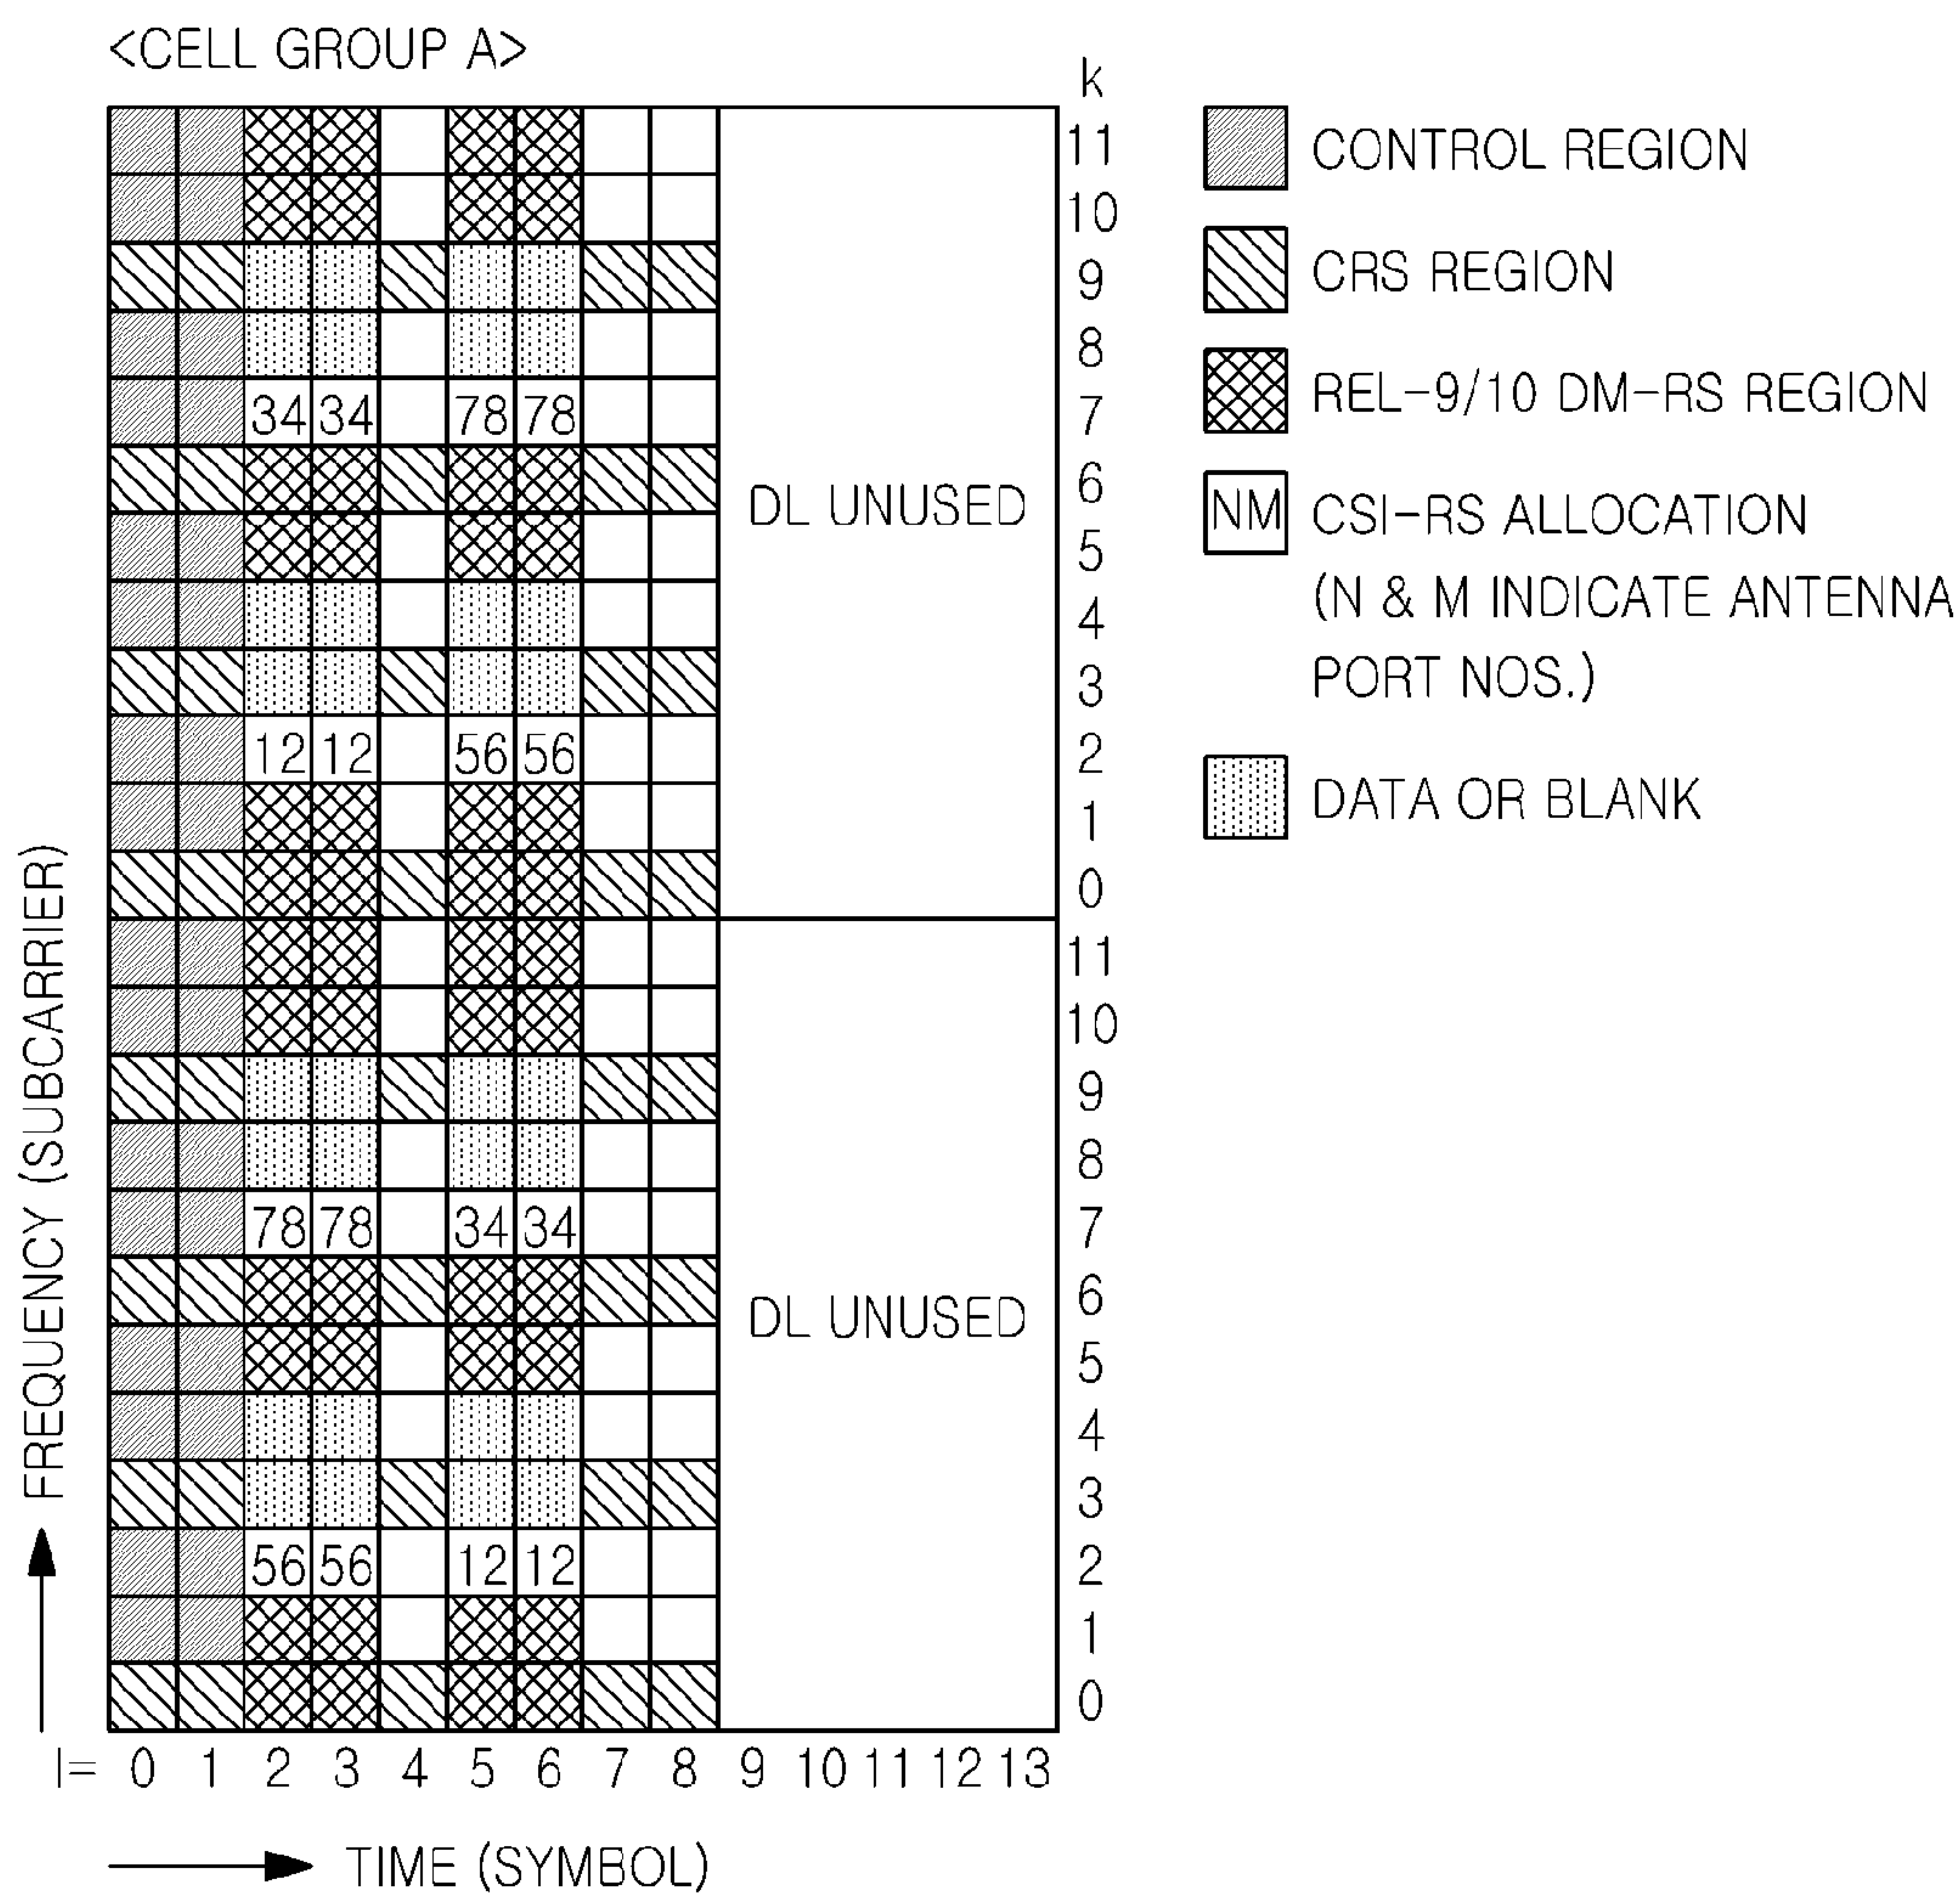 <CELL GROUP A>
k
11
10
9
8
34 34 78 78 7
6
DL UNUSED
5
4
3
12 12 56 56 2
1
0
11
10
9
8
78 78 34 34 7
6
DL UNUSED
5
4
3
56 56 12 12 2
1
0
l= 0 1 2 3 4 5 6 7 8 9 10 11 12 13
TIME (SYMBOL)
FREQUENCY (SUBCARRIER)
CONTROL REGION
CRS REGION
REL-9/10 DM-RS REGION
NM CSI-RS ALLOCATION
(N & M INDICATE ANTENNA
PORT NOS.)
DATA OR BLANK